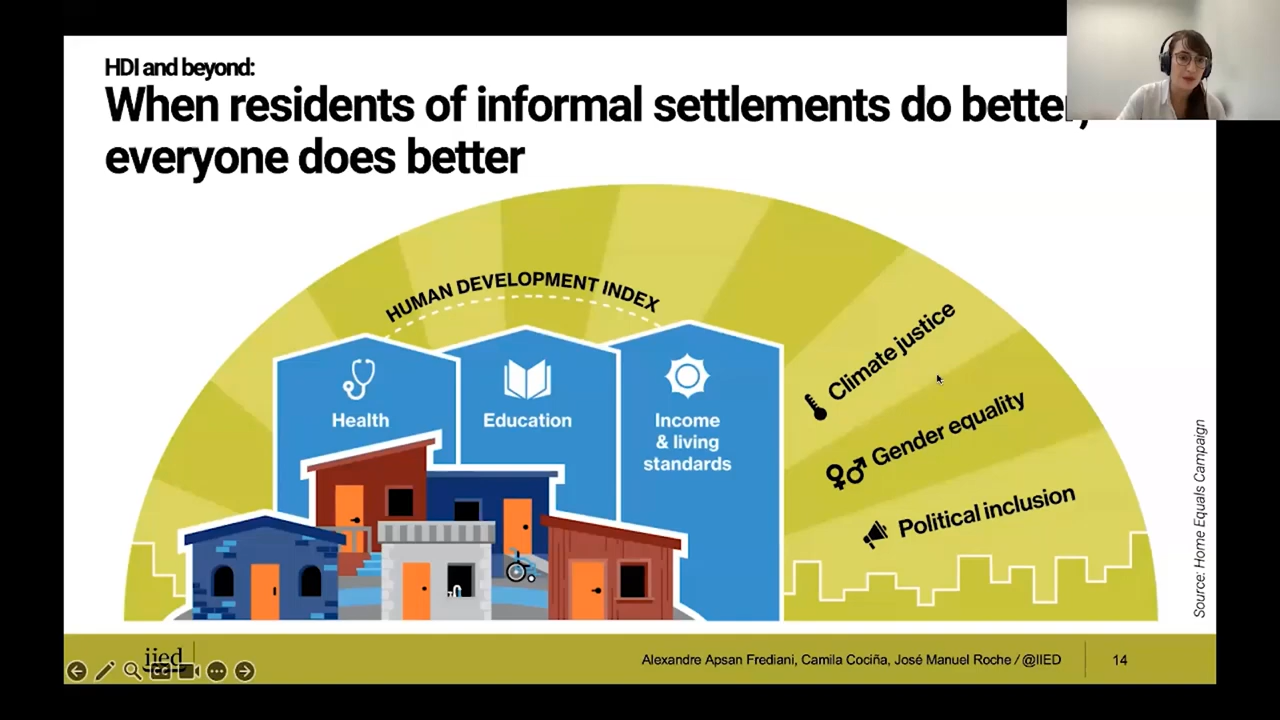 HDI and beyond:
When residents of informal settlements do better,
everyone does better
HUMAN DEVELOPMENT INDEX
Health
Education
Income
& living
standards
Climate justice
Gender equality
Political inclusion
Source: Home Equals Campaign
iied
CC
Alexandre Apsan Frediani, Camila Cociña, José Manuel Roche / @IIED
14